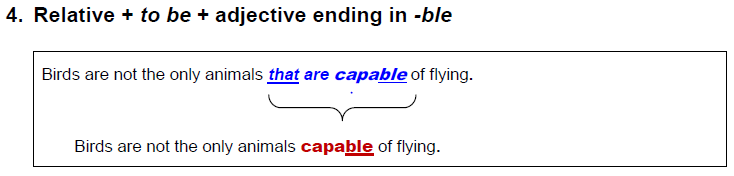 4. Relative + to be + adjective ending in -ble
Birds are not the only animals that are capable of flying.
Birds are not the only animals capable of flying.